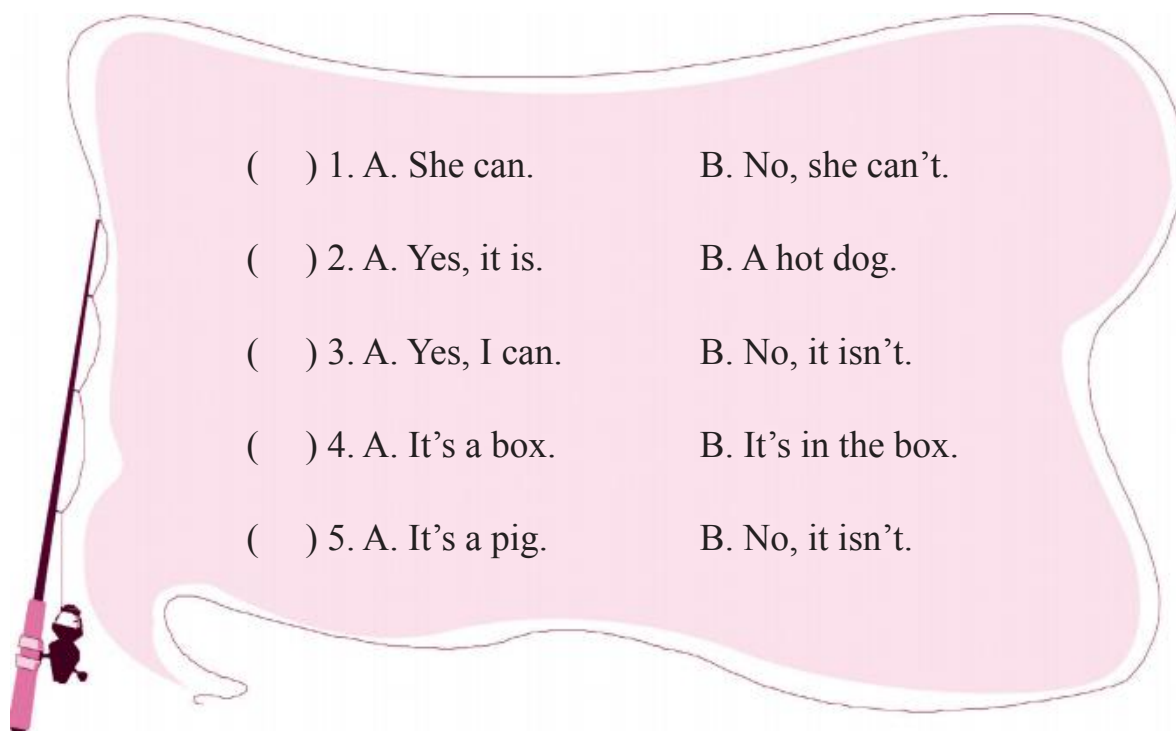 (    ) 1. A. She can.    B. No, she can’t.
(    ) 2. A. Yes, it is.    B. A hot dog.
(    ) 3. A. Yes, I can.    B. No, it isn’t.
(    ) 4. A. It’s a box.    B. It’s in the box.
(    ) 5. A. It’s a pig.    B. No, it isn’t.